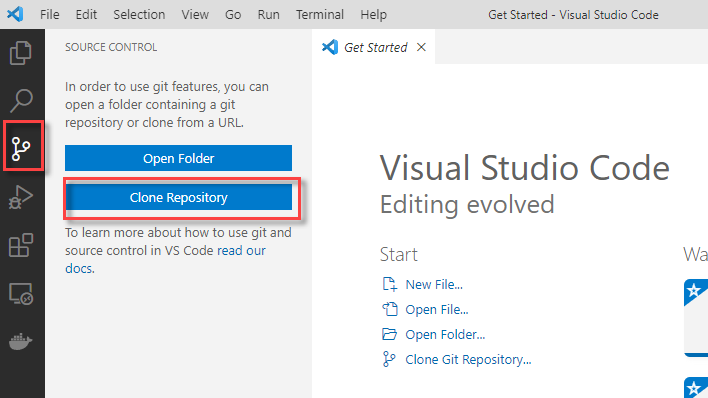 File Edit Selection View Go Run Terminal Help Get Started - Visual Studio Code
SOURCE CONTROL
Get Started
In order to use git features, you can
open a folder containing a git
repository or clone from a URL.
Open Folder
Clone Repository
To learn more about how to use git and
source control in VS Code read our
docs.
Visual Studio Code
Editing evolved
Start
New File...
Open File...
Open Folder...
Clone Git Repository...
Wa